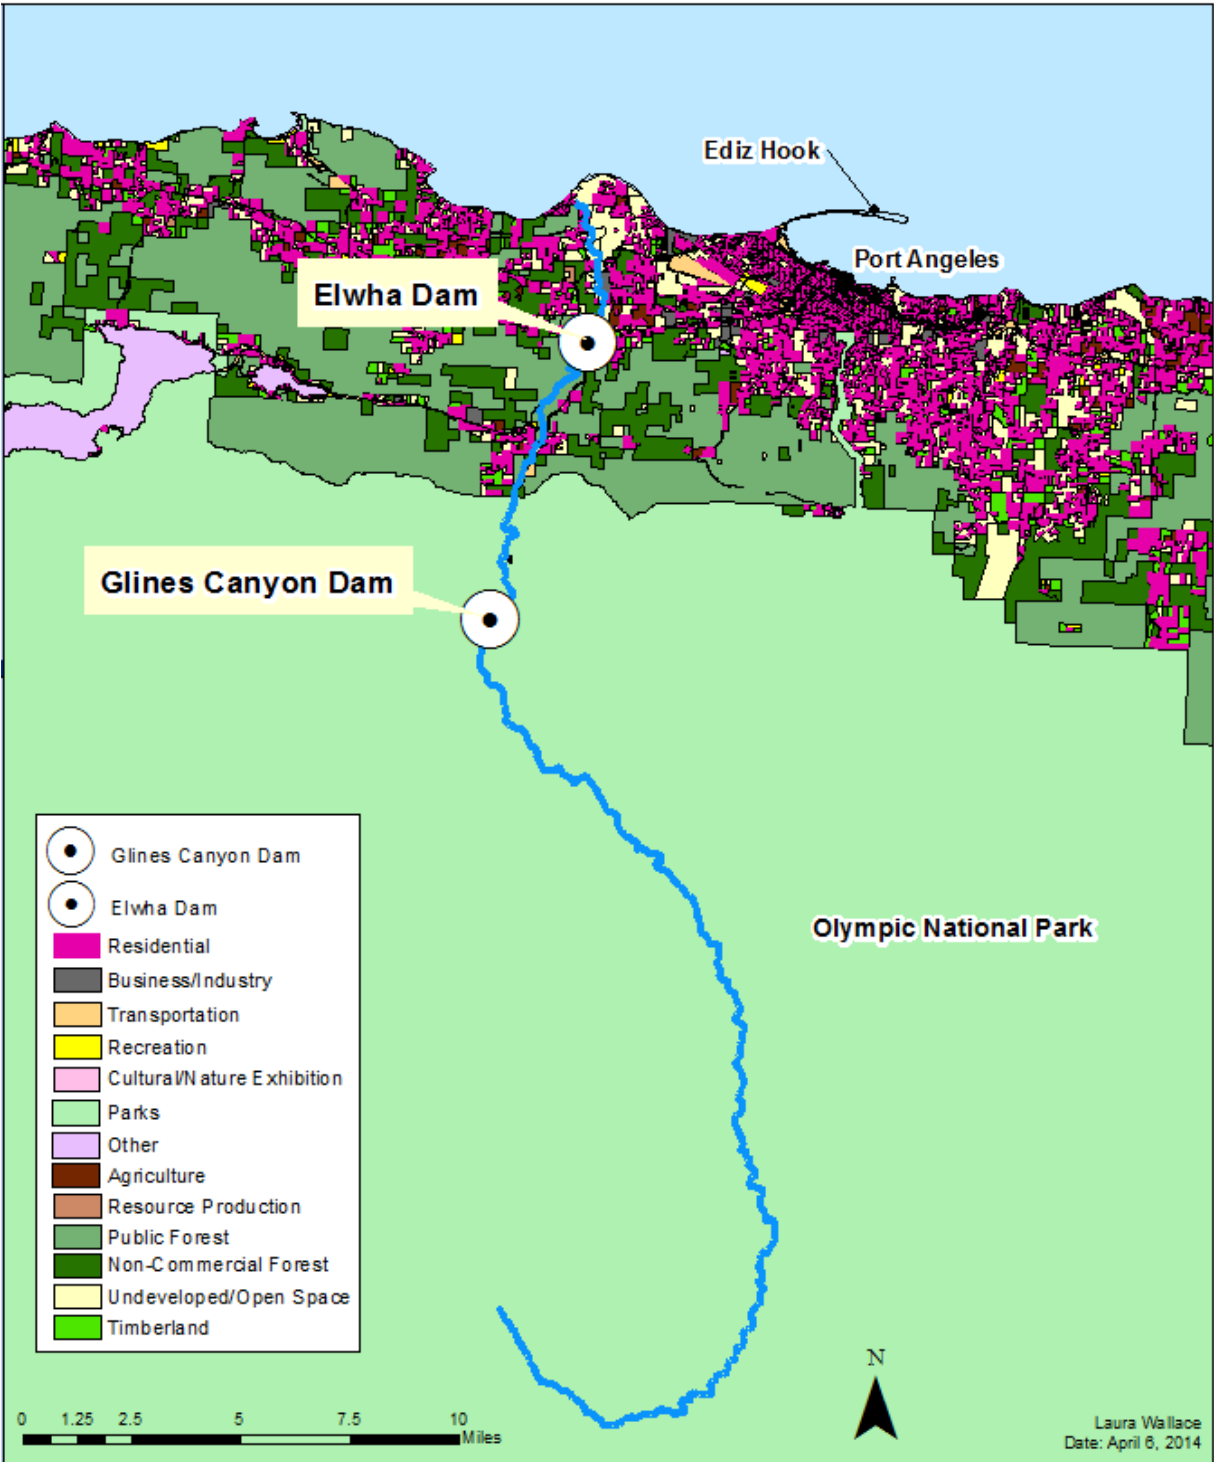 Ediz Hook
Port Angeles
Elwha Dam
Glines Canyon Dam
Olympic National Park
Glines Canyon Dam
Elwha Dam
Residential
Business/Industry
Transportation
Recreation
Cultural/Nature Exhibition
Parks
Other
Agriculture
Resource Production
Public Forest
Non-Commercial Forest
Undeveloped/Open Space
Timberland
0 1.25 2.5 5 7.5 10
Miles
N
Laura Wallace
Date: April 6, 2014